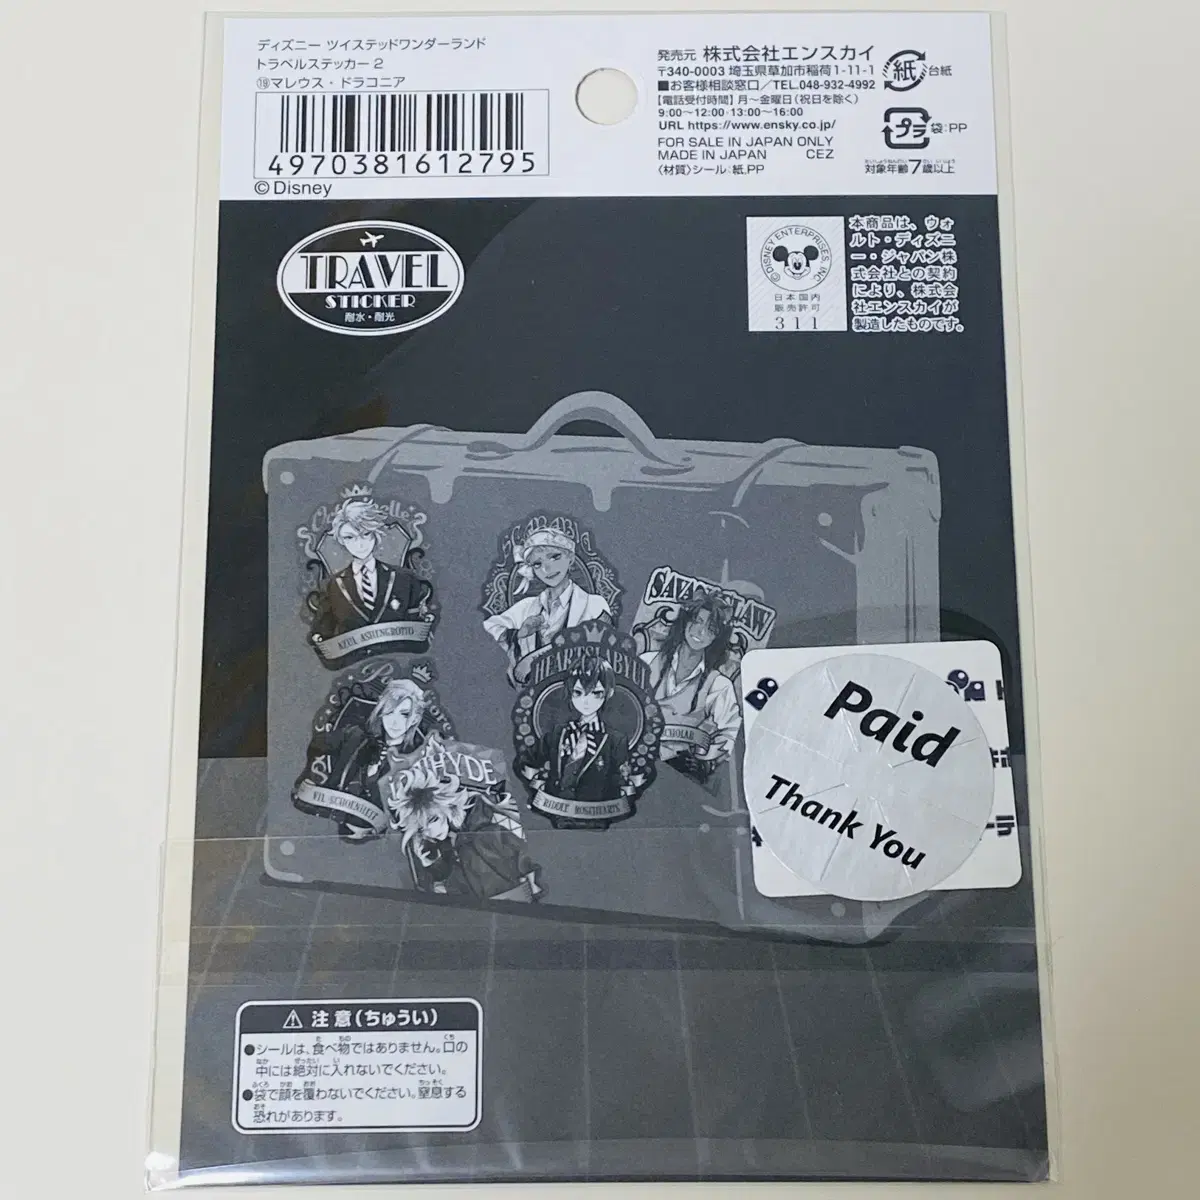 ディズニー ツイステッドワンダーランド
トラベルステッカー 2
⑲マレウス・ドラコニア
4970381612795
©Disney
発売元 株式会社エンスカイ
〒340-0003 埼玉県草加市稲荷1-11-1
■お客様相談窓口/TEL.048-932-4992
【電話受付時間】月〜金曜日(祝日を除く)
9:00〜12:00・13:00〜16:00
URL https://www.ensky.co.jp/
FOR SALE IN JAPAN ONLY
MADE IN JAPAN CEZ
〈材質〉シール:紙,PP
紙 台紙
プラ 袋:PP
対象年齢7歳以上
TRAVEL
STICKER
耐水・耐光
©DISNEY ENTERPRISES, INC
日本国内
販売許可
311
本商品は、ウォ
ルト・ディズニ
ー・ジャパン株
式会社との契約
により、株式会
社エンスカイが
製造したものです。
Octavinelle
AZUL ASHENGROTTO
SCARABIA
SAVANACLAW
HEARTSLABYUL
RIDDLE ROSEHEARTS
VIL SCHOENHEIT
Paid
Thank You
⚠ 注意(ちゅうい)
●シールは、食べ物ではありません。口の
中には絶対に入れないでください。
●袋で顔を覆わないでください。窒息する
恐れがあります。